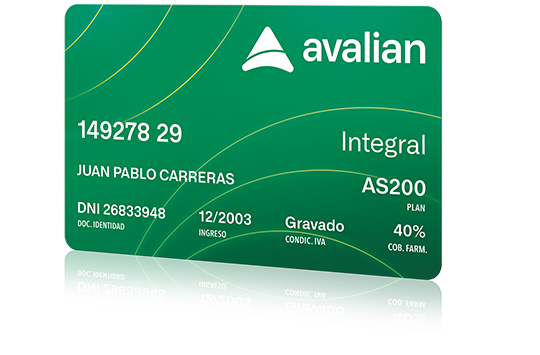 avalian
149278 29
Integral
JUAN PABLO CARRERAS
AS200
PLAN
DNI 26833948
DOC. IDENTIDAD
12/2003
INGRESO
Gravado
CONDIC. IVA
40%
COB. FARM.